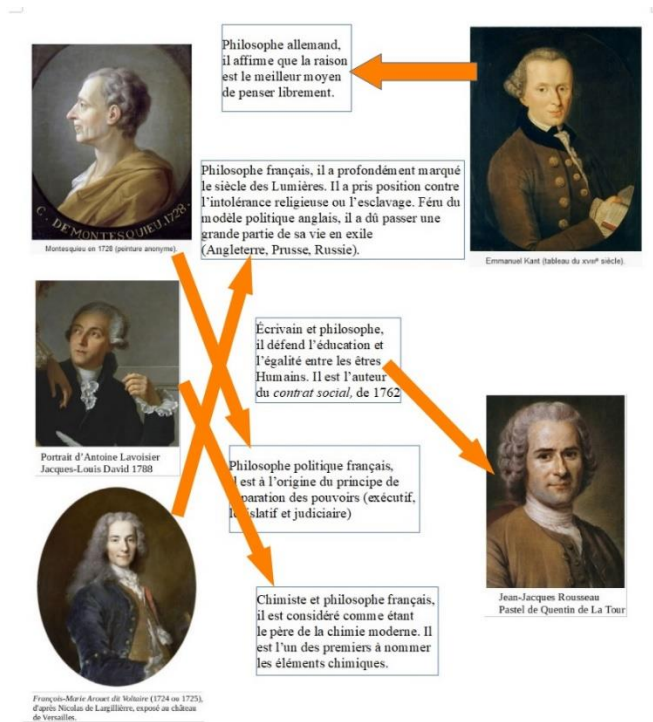 Philosophe allemand,
il affirme que la raison
est le meilleur moyen
de penser librement.
C. DE MONTESQUIEU.1728-
Montesquieu en 1728 (peinture anonyme).
Philosophe français, il a profondément marqué
le siècle des Lumières. Il a pris position contre
l'intolérance religieuse ou l'esclavage. Féru du
modèle politique anglais, il a dû passer une
grande partie de sa vie en exile
(Angleterre, Prusse, Russie).
Emmanuel Kant (tableau du XVIIIe siècle).
Écrivain et philosophe,
il défend l'éducation et
l'égalité entre les êtres
Humains. Il est l'auteur
du contrat social, de 1762
Portrait d'Antoine Lavoisier
Jacques-Louis David 1788
Philosophe politique français,
il est à l'origine du principe de
séparation des pouvoirs (exécutif,
législatif et judiciaire)
Jean-Jacques Rousseau
Pastel de Quentin de La Tour
Chimiste et philosophe français,
il est considéré comme étant
le père de la chimie moderne. Il
est l'un des premiers à nommer
les éléments chimiques.
François-Marie Arouet dit Voltaire (1724 ou 1725),
d'après Nicolas de Largillière, exposé au château
de Versailles.